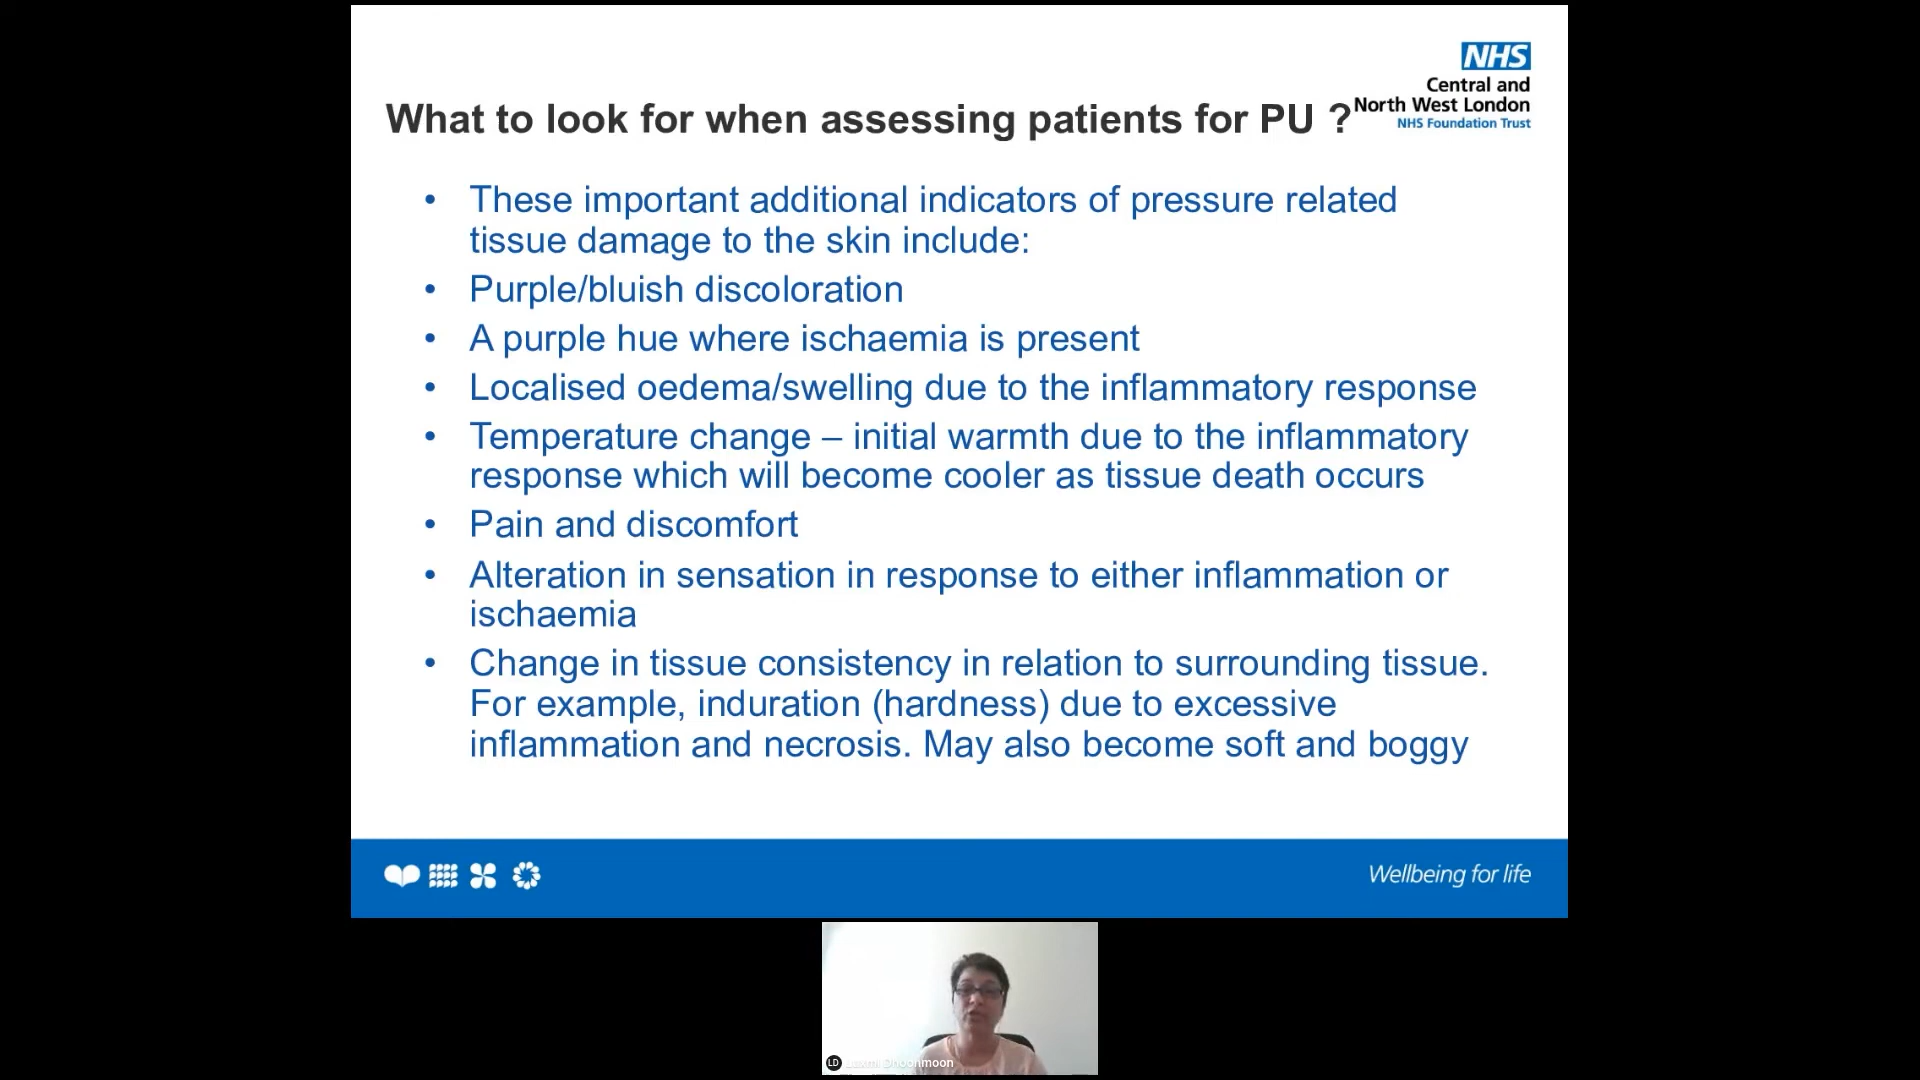 NHS
Central and
North West London
NHS Foundation Trust
What to look for when assessing patients for PU ?
• These important additional indicators of pressure related
tissue damage to the skin include:
• Purple/bluish discoloration
• A purple hue where ischaemia is present
• Localised oedema/swelling due to the inflammatory response
• Temperature change – initial warmth due to the inflammatory
response which will become cooler as tissue death occurs
• Pain and discomfort
• Alteration in sensation in response to either inflammation or
ischaemia
• Change in tissue consistency in relation to surrounding tissue.
For example, induration (hardness) due to excessive
inflammation and necrosis. May also become soft and boggy
Wellbeing for life
LD